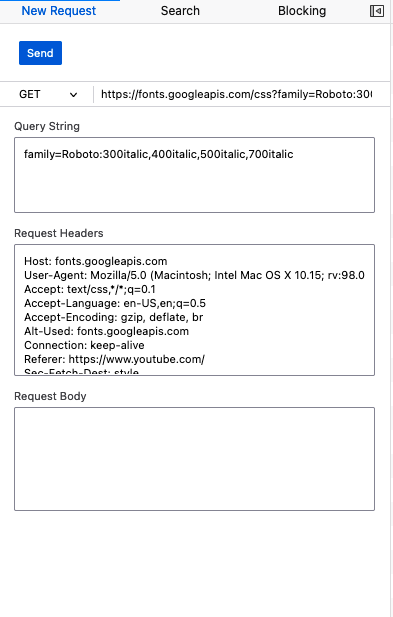 New Request Search Blocking
Send
GET https://fonts.googleapis.com/css?family=Roboto:300
Query String
family=Roboto:300italic,400italic,500italic,700italic
Request Headers
Host: fonts.googleapis.com
User-Agent: Mozilla/5.0 (Macintosh; Intel Mac OS X 10.15; rv:98.0
Accept: text/css,*/*;q=0.1
Accept-Language: en-US,en;q=0.5
Accept-Encoding: gzip, deflate, br
Alt-Used: fonts.googleapis.com
Connection: keep-alive
Referer: https://www.youtube.com/
Sec-Fetch-Dest: style
Request Body